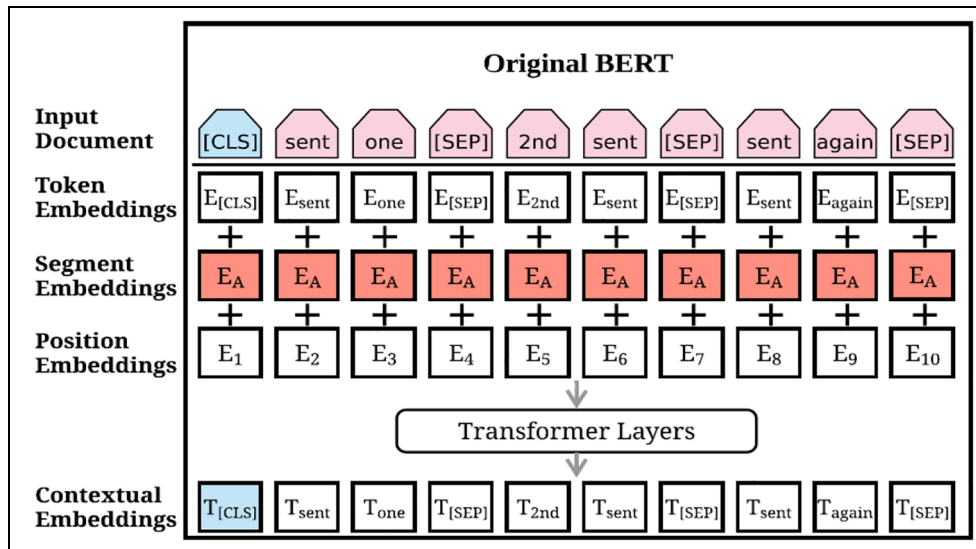 Original BERT
Input
Document
[CLS] sent one [SEP] 2nd sent [SEP] sent again [SEP]
Token
Embeddings
E[CLS] Esent Eone E[SEP] E2nd Esent E[SEP] Esent Eagain E[SEP]
+ + + + + + + + + +
Segment
Embeddings
EA EA EA EA EA EA EA EA EA EA
+ + + + + + + + + +
Position
Embeddings
E1 E2 E3 E4 E5 E6 E7 E8 E9 E10
Transformer Layers
Contextual
Embeddings
T[CLS] Tsent Tone T[SEP] T2nd Tsent T[SEP] Tsent Tagain T[SEP]